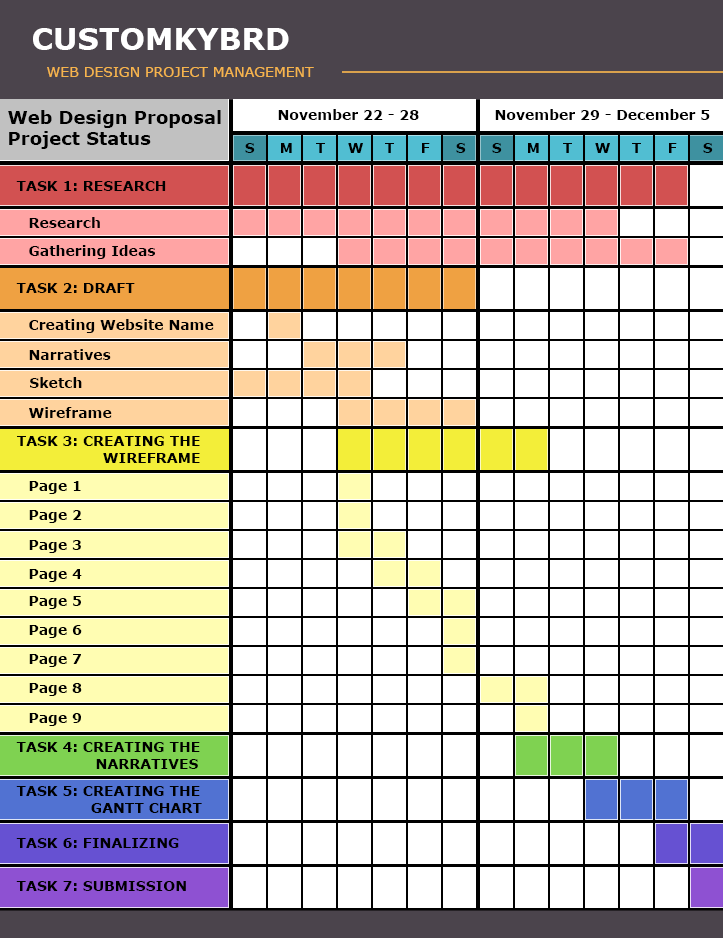 CUSTOMKYBRD
WEB DESIGN PROJECT MANAGEMENT
Web Design Proposal
Project Status
November 22 - 28
November 29 - December 5
S M T W T F S S M T W T F S
TASK 1: RESEARCH
Research
Gathering Ideas
TASK 2: DRAFT
Creating Website Name
Narratives
Sketch
Wireframe
TASK 3: CREATING THE
WIREFRAME
Page 1
Page 2
Page 3
Page 4
Page 5
Page 6
Page 7
Page 8
Page 9
TASK 4: CREATING THE
NARRATIVES
TASK 5: CREATING THE
GANTT CHART
TASK 6: FINALIZING
TASK 7: SUBMISSION